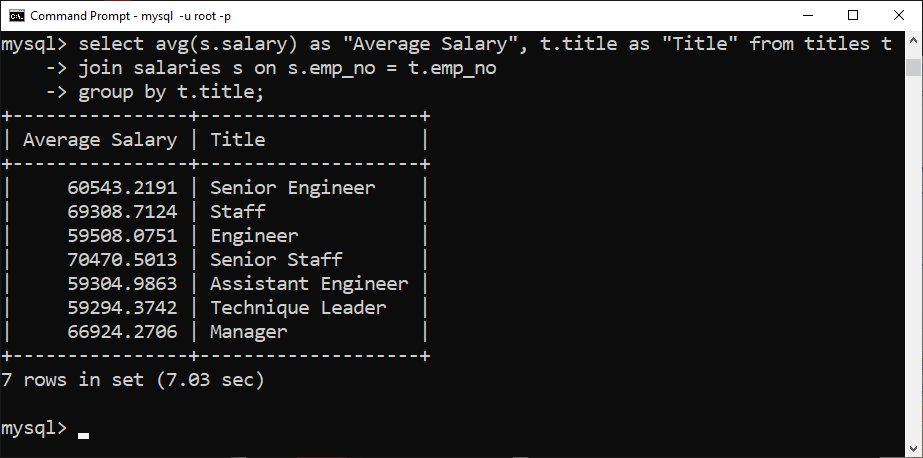 Command Prompt - mysql  -u root -p
mysql> select avg(s.salary) as "Average Salary", t.title as "Title" from titles t
    -> join salaries s on s.emp_no = t.emp_no
    -> group by t.title;
+----------------+--------------------+
| Average Salary | Title              |
+----------------+--------------------+
|     60543.2191 | Senior Engineer    |
|     69308.7124 | Staff              |
|     59508.0751 | Engineer           |
|     70470.5013 | Senior Staff       |
|     59304.9863 | Assistant Engineer |
|     59294.3742 | Technique Leader   |
|     66924.2706 | Manager            |
+----------------+--------------------+
7 rows in set (7.03 sec)
mysql>